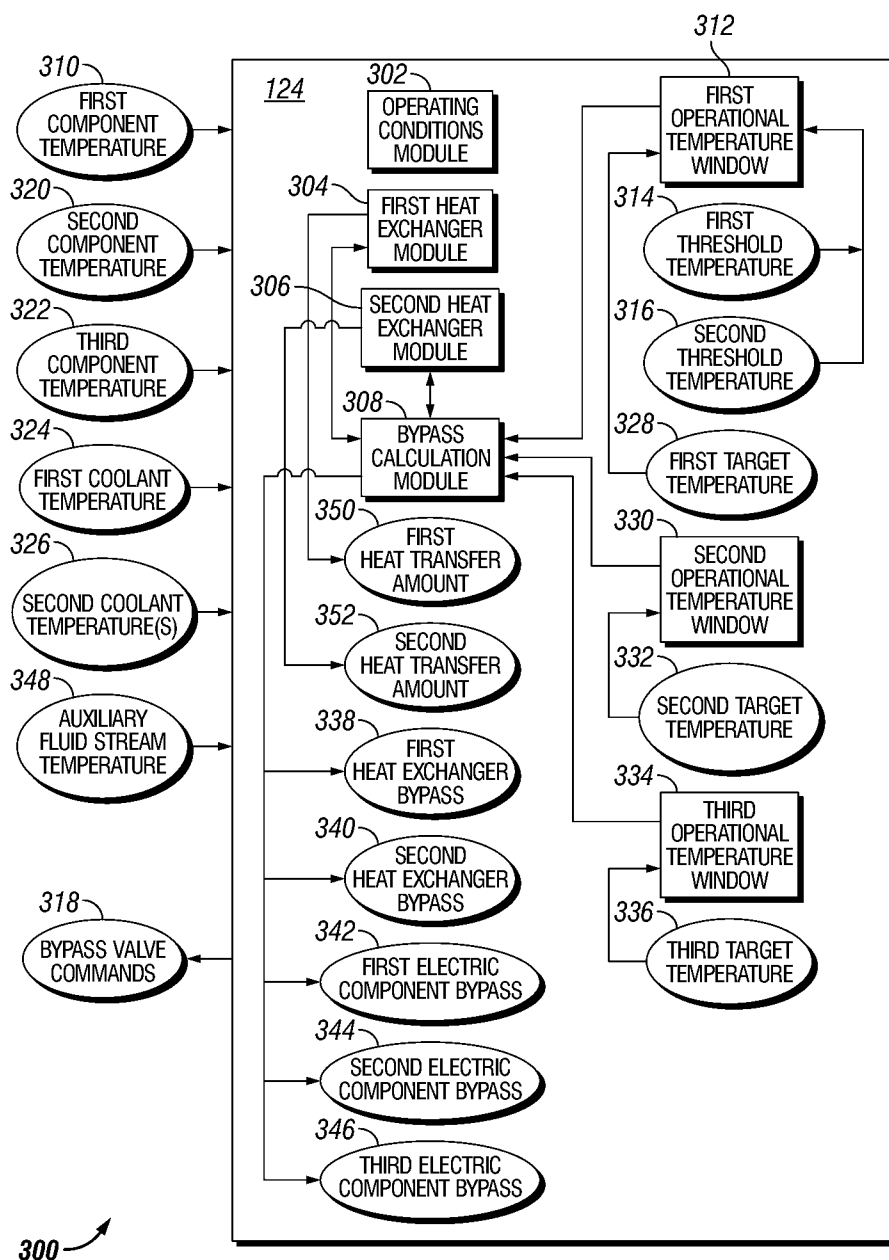 310
FIRST
COMPONENT
TEMPERATURE
320
SECOND
COMPONENT
TEMPERATURE
322
THIRD
COMPONENT
TEMPERATURE
324
FIRST COOLANT
TEMPERATURE
326
SECOND COOLANT
TEMPERATURE(S)
348
AUXILIARY
FLUID STREAM
TEMPERATURE
318
BYPASS VALVE
COMMANDS
300
124
302
OPERATING
CONDITIONS
MODULE
304
FIRST HEAT
EXCHANGER
MODULE
306
SECOND HEAT
EXCHANGER
MODULE
308
BYPASS
CALCULATION
MODULE
350
FIRST
HEAT TRANSFER
AMOUNT
352
SECOND
HEAT TRANSFER
AMOUNT
338
FIRST
HEAT EXCHANGER
BYPASS
340
SECOND
HEAT EXCHANGER
BYPASS
342
FIRST ELECTRIC
COMPONENT BYPASS
344
SECOND ELECTRIC
COMPONENT BYPASS
346
THIRD ELECTRIC
COMPONENT BYPASS
312
FIRST
OPERATIONAL
TEMPERATURE
WINDOW
314
FIRST
THRESHOLD
TEMPERATURE
316
SECOND
THRESHOLD
TEMPERATURE
328
FIRST TARGET
TEMPERATURE
330
SECOND
OPERATIONAL
TEMPERATURE
WINDOW
332
SECOND TARGET
TEMPERATURE
334
THIRD
OPERATIONAL
TEMPERATURE
WINDOW
336
THIRD TARGET
TEMPERATURE